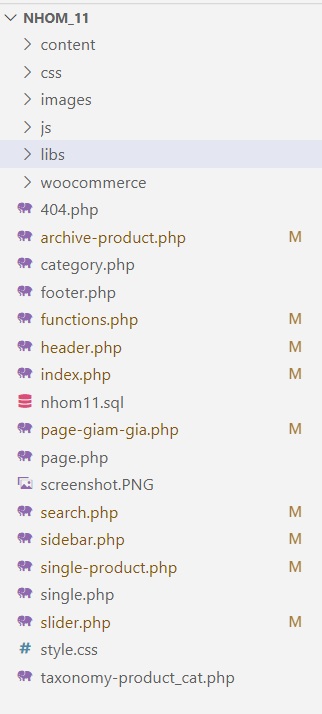 NHOM_11
content
css
images
js
libs
woocommerce
404.php
archive-product.php M
category.php
footer.php
functions.php M
header.php M
index.php M
nhom11.sql
page-giam-gia.php M
page.php
screenshot.PNG
search.php M
sidebar.php M
single-product.php M
single.php
slider.php M
# style.css
taxonomy-product_cat.php